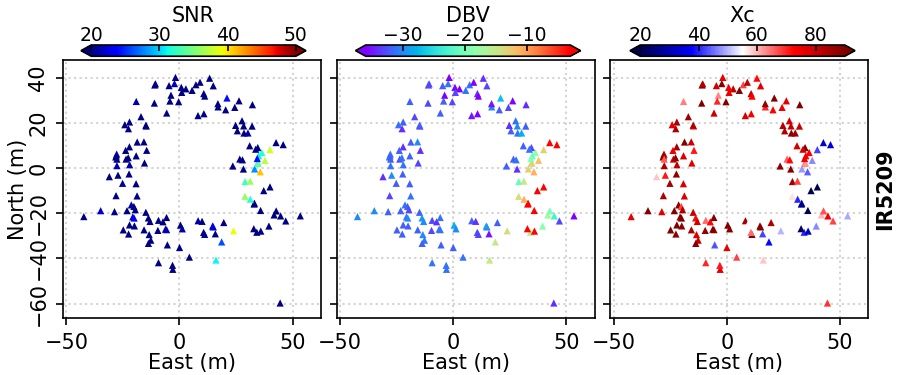 SNR DBV Xc
20 30 40 50 −30 −20 −10 20 40 60 80
40
20
0
−20
−40
−60
North (m)
IR5209
−50 0 50 −50 0 50 −50 0 50
East (m) East (m) East (m)